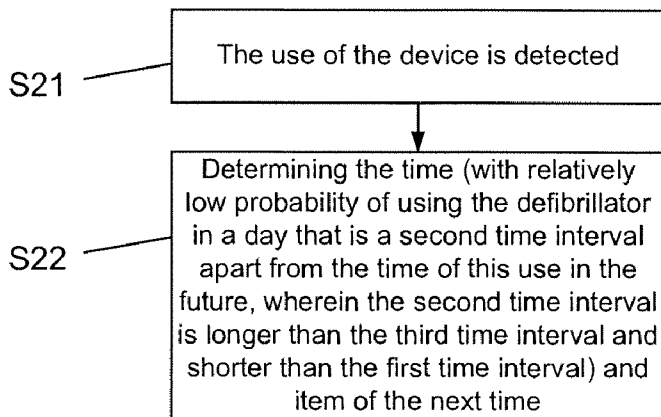 The use of the device is detected
S21
Determining the time (with relatively
low probability of using the defibrillator
in a day that is a second time interval
apart from the time of this use in the
future, wherein the second time interval
is longer than the third time interval and
shorter than the first time interval) and
item of the next time
S22